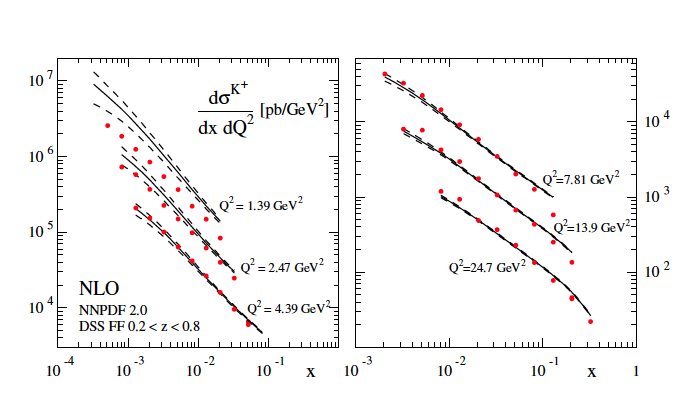 10^7
10^6
10^5
10^4
dσ^{K^+}
dx dQ^2
[pb/GeV^2]
Q^2 = 1.39 GeV^2
Q^2 = 2.47 GeV^2
Q^2 = 4.39 GeV^2
NLO
NNPDF 2.0
DSS FF 0.2 < z < 0.8
10^-4 10^-3 10^-2 10^-1 x
10^4
10^3
10^2
Q^2=7.81 GeV^2
Q^2=13.9 GeV^2
Q^2=24.7 GeV^2
10^-3 10^-2 10^-1 x 1